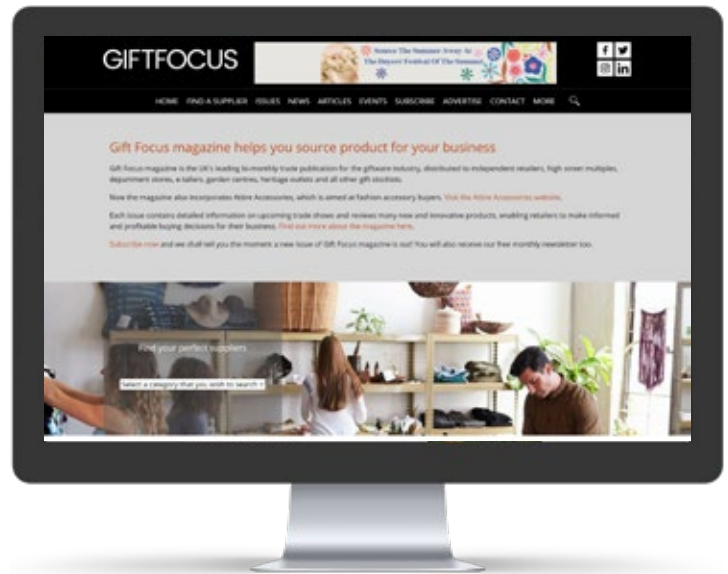 GIFTFOCUS
Source The Summer Away At
The Buyers' Festival Of The Summer
HOME FIND A SUPPLIER ISSUES NEWS ARTICLES EVENTS SUBSCRIBE ADVERTISE CONTACT MORE
Gift Focus magazine helps you source product for your business
Gift Focus magazine is the UK's leading bi-monthly trade publication for the giftware industry, distributed to independent retailers, high street multiples,
department stores, e-tailers, garden centres, heritage outlets and all other gift stockists.
Now the magazine also incorporates Attire Accessories, which is aimed at fashion accessory buyers. Visit the Attire Accessories website.
Each issue contains detailed information on upcoming trade shows and reviews many new and innovative products, enabling retailers to make informed
and profitable buying decisions for their business. Find out more about the magazine here.
Subscribe now and we shall tell you the moment a new issue of Gift Focus magazine is out! You will also receive our free monthly newsletter too.
Find your perfect suppliers
Select a category that you wish to search